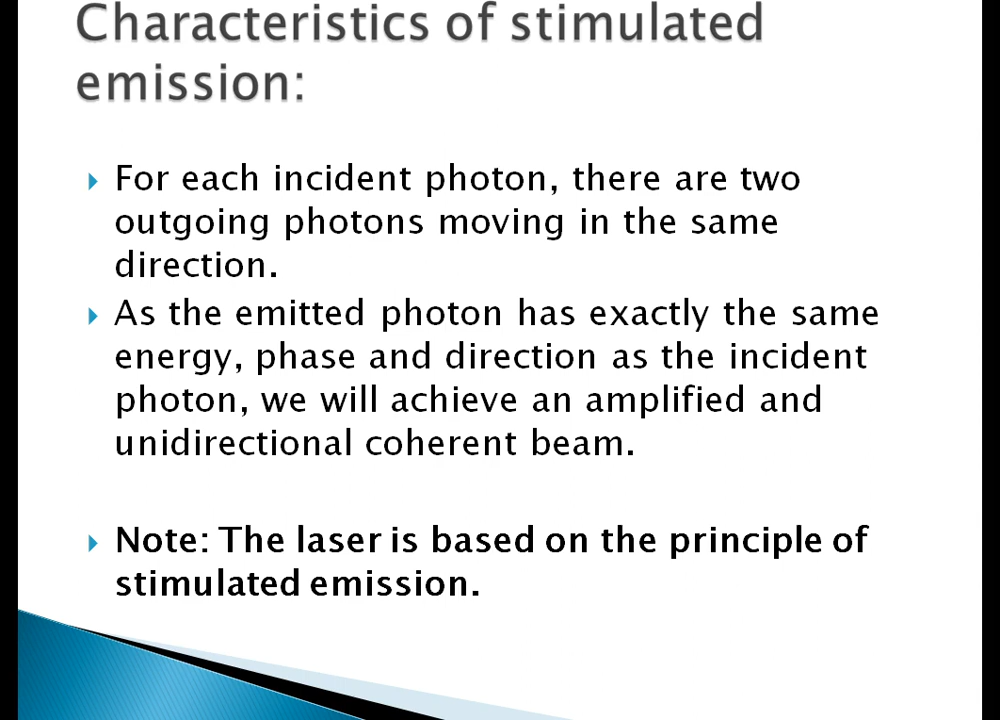 Characteristics of stimulated
emission:
For each incident photon, there are two
outgoing photons moving in the same
direction.
As the emitted photon has exactly the same
energy, phase and direction as the incident
photon, we will achieve an amplified and
unidirectional coherent beam.
Note: The laser is based on the principle of
stimulated emission.